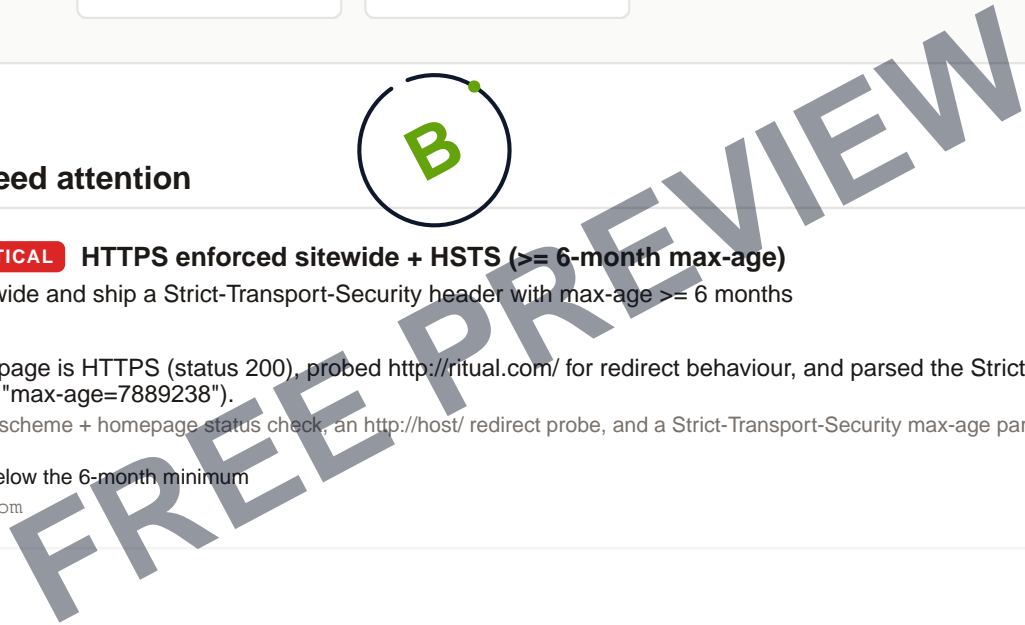 B
eed attention
TICAL HTTPS enforced sitewide + HSTS (>= 6-month max-age)
wide and ship a Strict-Transport-Security header with max-age >= 6 months
page is HTTPS (status 200), probed http://ritual.com/ for redirect behaviour, and parsed the Strict
"max-age=7889238").
scheme + homepage status check, an http://host/ redirect probe, and a Strict-Transport-Security max-age par
elow the 6-month minimum
om
FREE PREVIEW